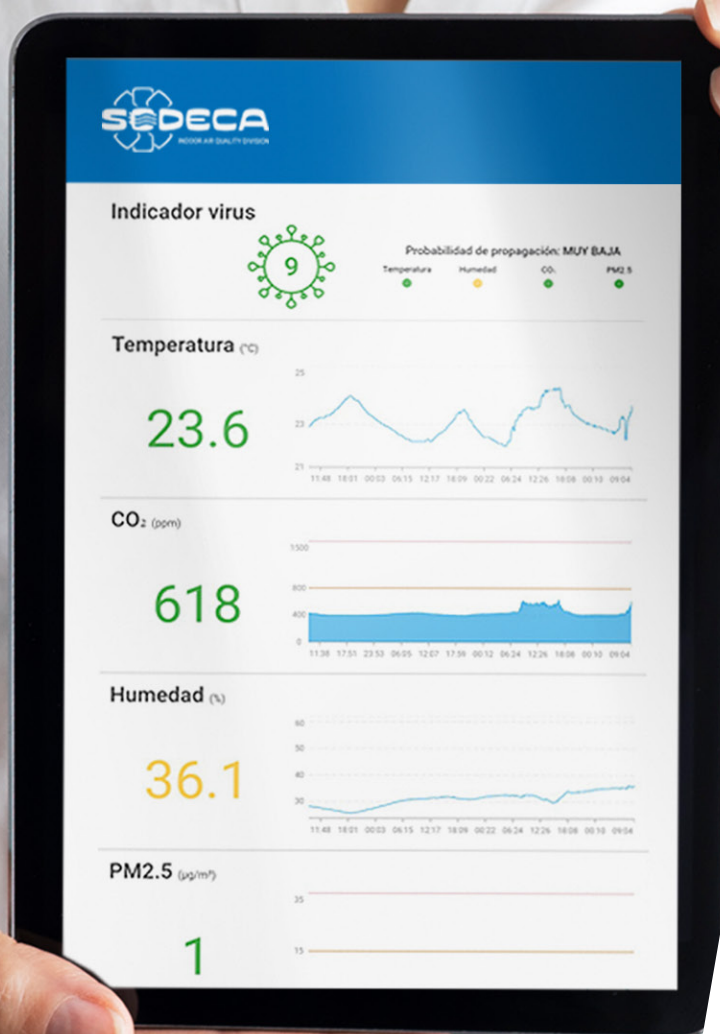 SEDECA
INDOOR AIR QUALITY DIVISION
Indicador virus
9
Probabilidad de propagación: MUY BAJA
Temperatura Humedad CO₂ PM2.5
Temperatura (°C)
23.6
25
23
21
11:48 18:01 00:03 06:15 12:17 18:09 00:22 06:24 12:26 18:08 00:10 09:04
CO₂ (ppm)
618
1500
800
400
0
11:38 17:51 23:53 06:05 12:07 17:59 00:12 06:24 12:26 18:08 00:10 09:04
Humedad (%)
36.1
60
50
40
30
11:48 18:01 00:03 06:15 12:17 18:09 00:22 06:24 12:26 18:08 00:10 09:04
PM2.5 (µg/m³)
1
35
15